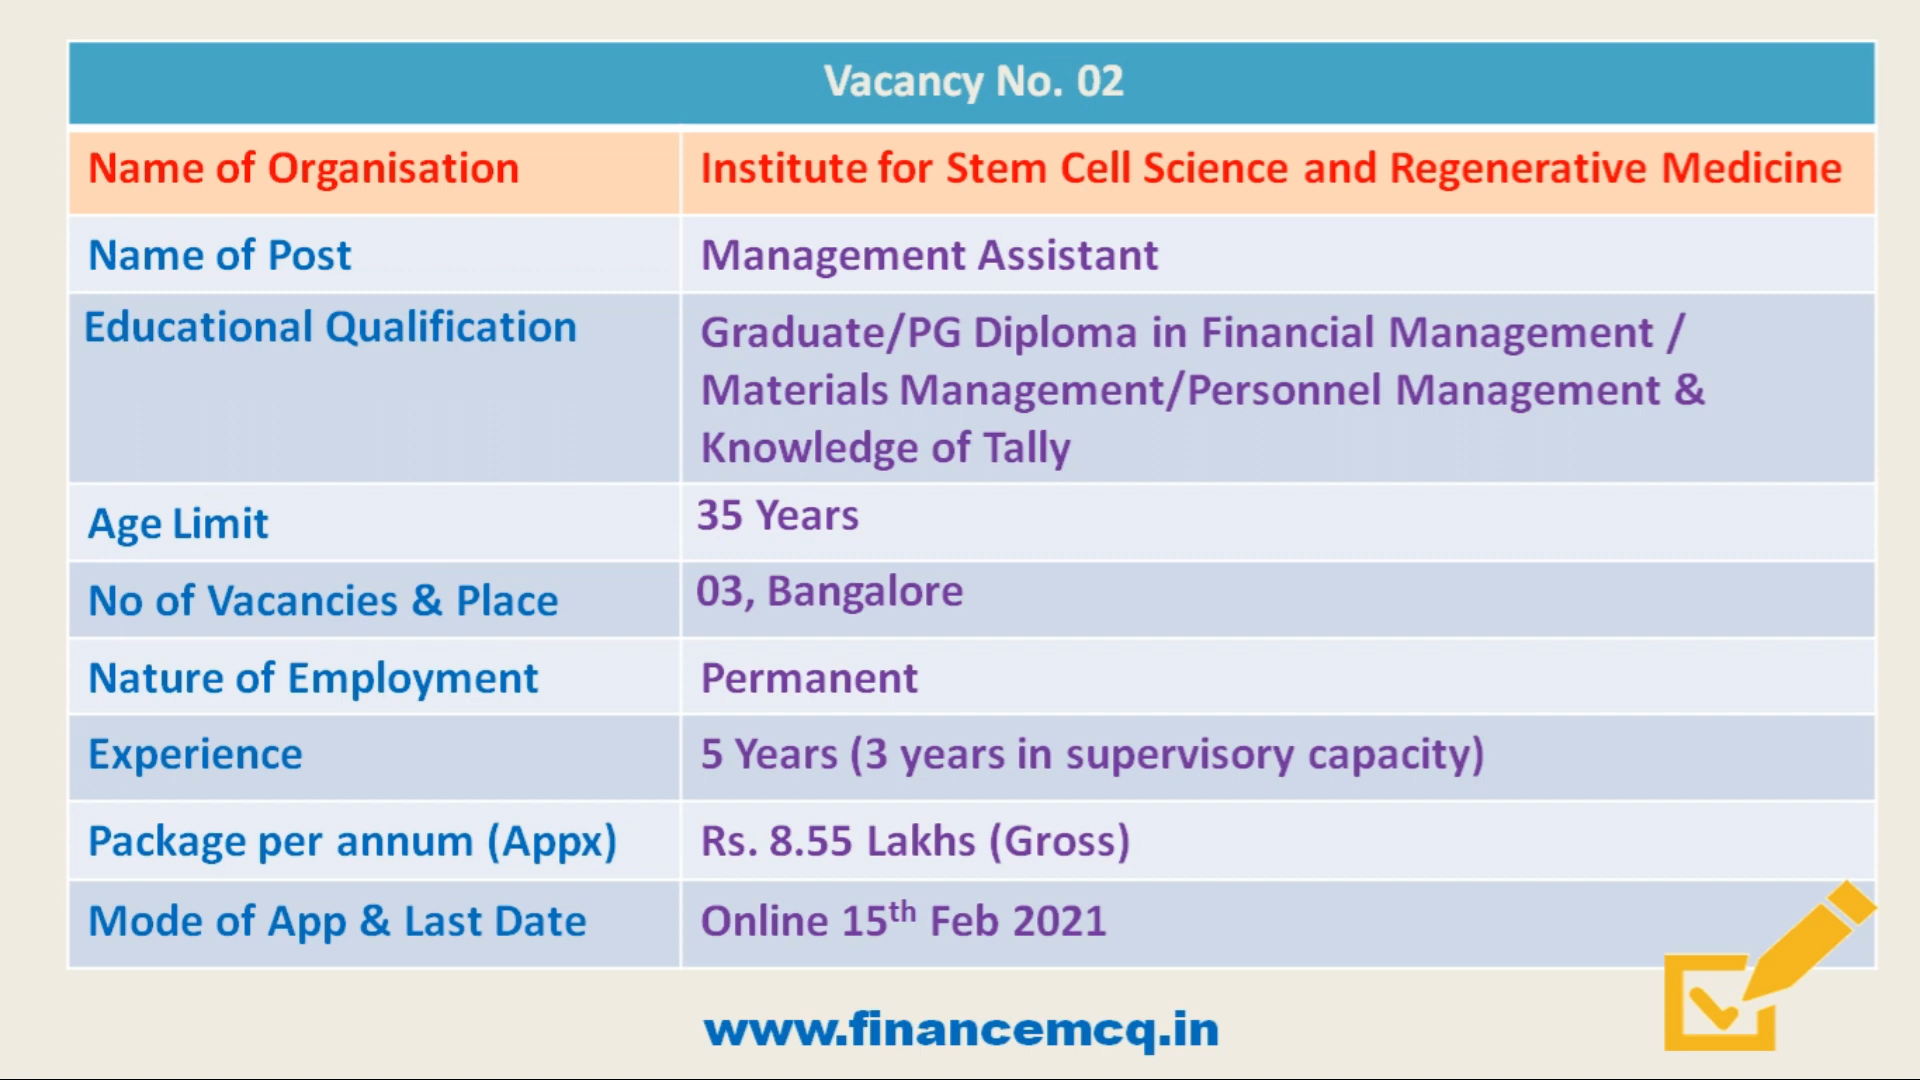 Vacancy No. 02
Name of Organisation
Institute for Stem Cell Science and Regenerative Medicine
Name of Post
Management Assistant
Educational Qualification
Graduate/PG Diploma in Financial Management /
Materials Management/Personnel Management &
Knowledge of Tally
Age Limit
35 Years
No of Vacancies & Place
03, Bangalore
Nature of Employment
Permanent
Experience
5 Years (3 years in supervisory capacity)
Package per annum (Appx)
Rs. 8.55 Lakhs (Gross)
Mode of App & Last Date
Online 15th Feb 2021
www.financemcq.in